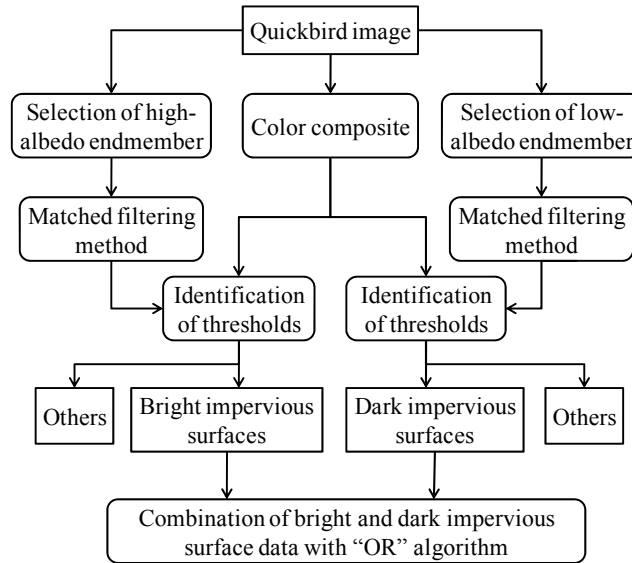 Quickbird image
Selection of high-
albedo endmember
Color composite
Selection of low-
albedo endmember
Matched filtering
method
Matched filtering
method
Identification
of thresholds
Identification
of thresholds
Others
Bright impervious
surfaces
Dark impervious
surfaces
Others
Combination of bright and dark impervious
surface data with “OR” algorithm